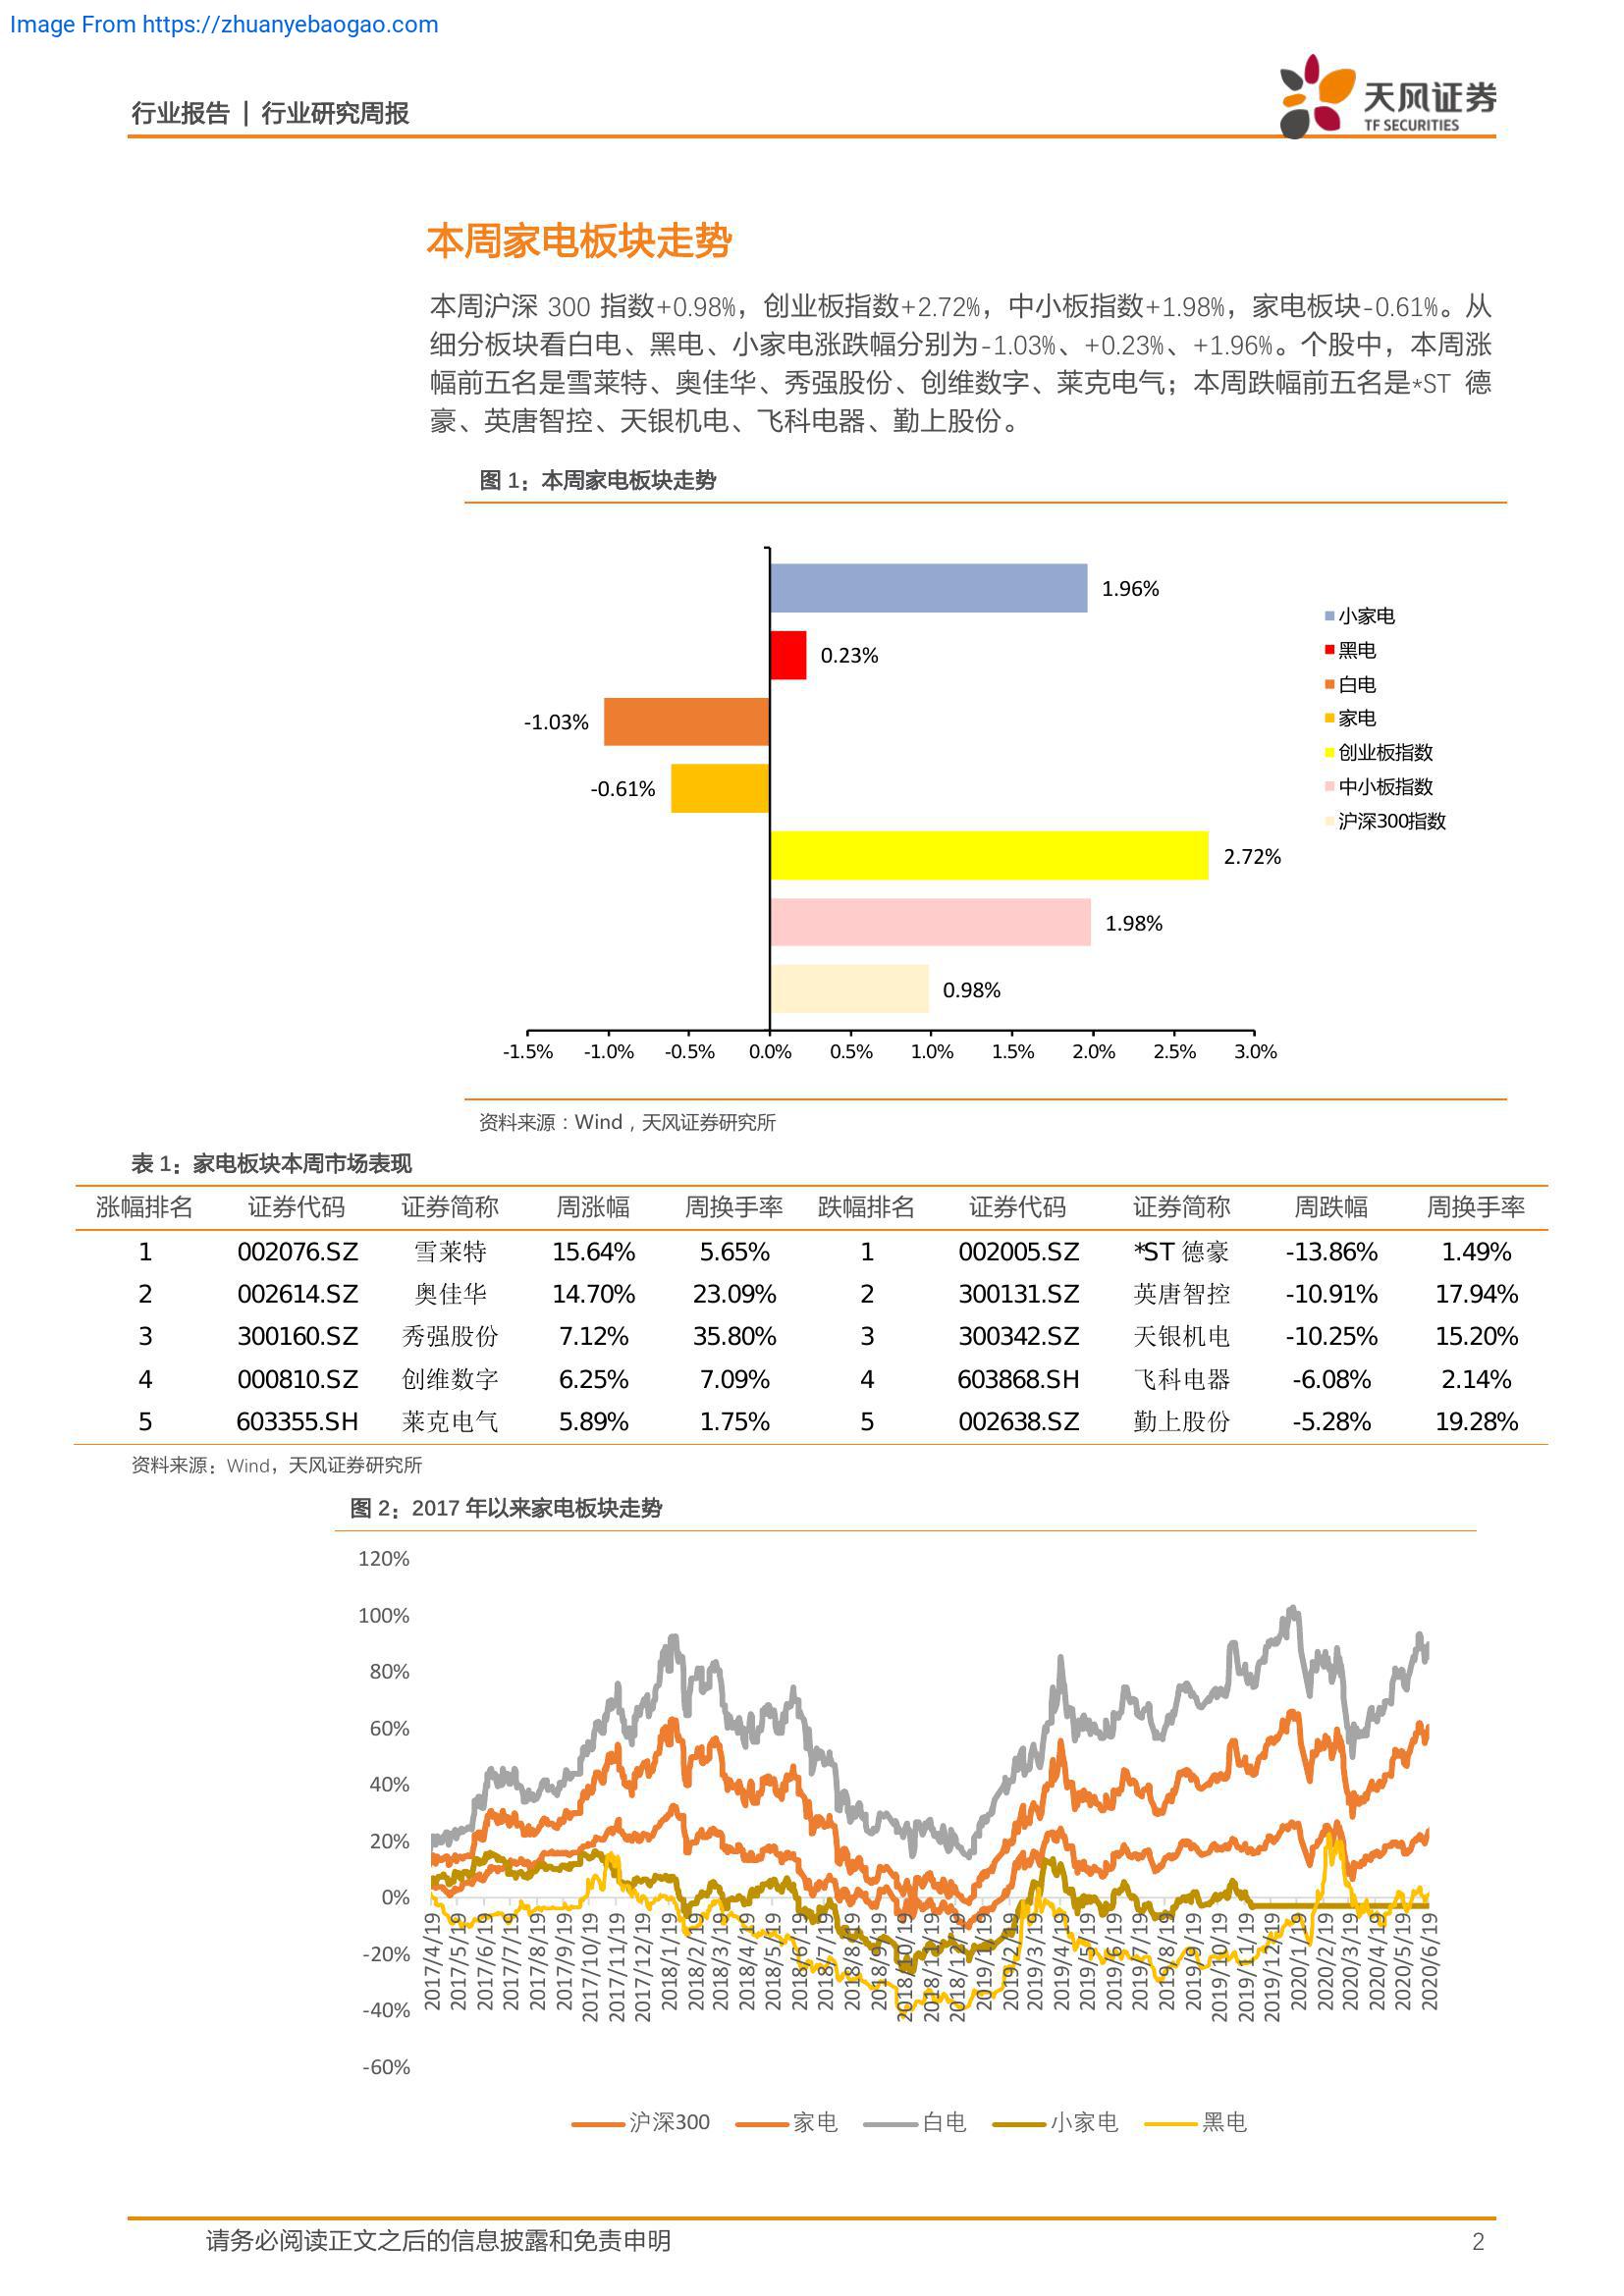 Image From https://zhuanyebaogao.com
行业报告 | 行业研究周报
天风证券
TF SECURITIES
本周家电板块走势
本周沪深 300 指数+0.98%，创业板指数+2.72%，中小板指数+1.98%，家电板块-0.61%。从
细分板块看白电、黑电、小家电涨跌幅分别为-1.03%、+0.23%、+1.96%。个股中，本周涨
幅前五名是雪莱特、奥佳华、秀强股份、创维数字、莱克电气；本周跌幅前五名是*ST 德
豪、英唐智控、天银机电、飞科电器、勤上股份。
图 1：本周家电板块走势
1.96%
0.23%
-1.03%
-0.61%
2.72%
1.98%
0.98%
-1.5% -1.0% -0.5% 0.0% 0.5% 1.0% 1.5% 2.0% 2.5% 3.0%
小家电
黑电
白电
家电
创业板指数
中小板指数
沪深300指数
资料来源：Wind，天风证券研究所
表 1：家电板块本周市场表现
涨幅排名 证券代码 证券简称 周涨幅 周换手率 跌幅排名 证券代码 证券简称 周跌幅 周换手率
1 002076.SZ 雪莱特 15.64% 5.65% 1 002005.SZ *ST 德豪 -13.86% 1.49%
2 002614.SZ 奥佳华 14.70% 23.09% 2 300131.SZ 英唐智控 -10.91% 17.94%
3 300160.SZ 秀强股份 7.12% 35.80% 3 300342.SZ 天银机电 -10.25% 15.20%
4 000810.SZ 创维数字 6.25% 7.09% 4 603868.SH 飞科电器 -6.08% 2.14%
5 603355.SH 莱克电气 5.89% 1.75% 5 002638.SZ 勤上股份 -5.28% 19.28%
资料来源：Wind，天风证券研究所
图 2：2017 年以来家电板块走势
120%
100%
80%
60%
40%
20%
0%
-20%
-40%
-60%
2017/4/19 2017/5/19 2017/6/19 2017/7/19 2017/8/19 2017/9/19 2017/10/19 2017/11/19 2017/12/19 2018/1/19 2018/2/19 2018/3/19 2018/4/19 2018/5/19 2018/6/19 2018/7/19 2018/8/19 2018/9/19 2018/10/19 2018/11/19 2018/12/19 2019/1/19 2019/2/19 2019/3/19 2019/4/19 2019/5/19 2019/6/19 2019/7/19 2019/8/19 2019/9/19 2019/10/19 2019/11/19 2019/12/19 2020/1/19 2020/2/19 2020/3/19 2020/4/19 2020/5/19 2020/6/19
沪深300 家电 白电 小家电 黑电
请务必阅读正文之后的信息披露和免责申明 2